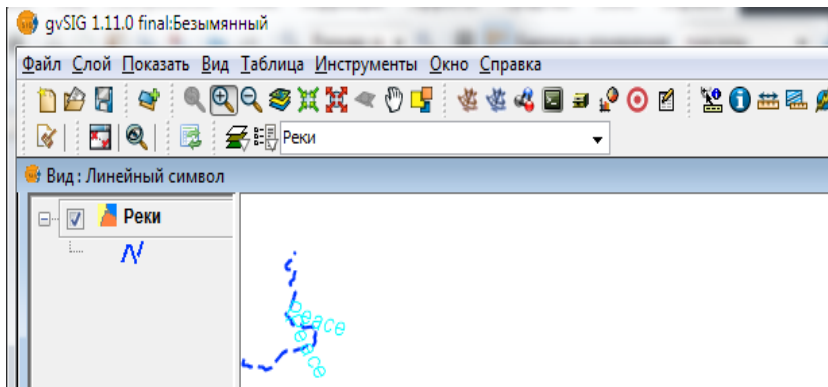 gvSIG 1.11.0 final:Безымянный
Файл Слой Показать Вид Таблица Инструменты Окно Справка
Реки
Вид : Линейный символ
Реки
Peace
Peace